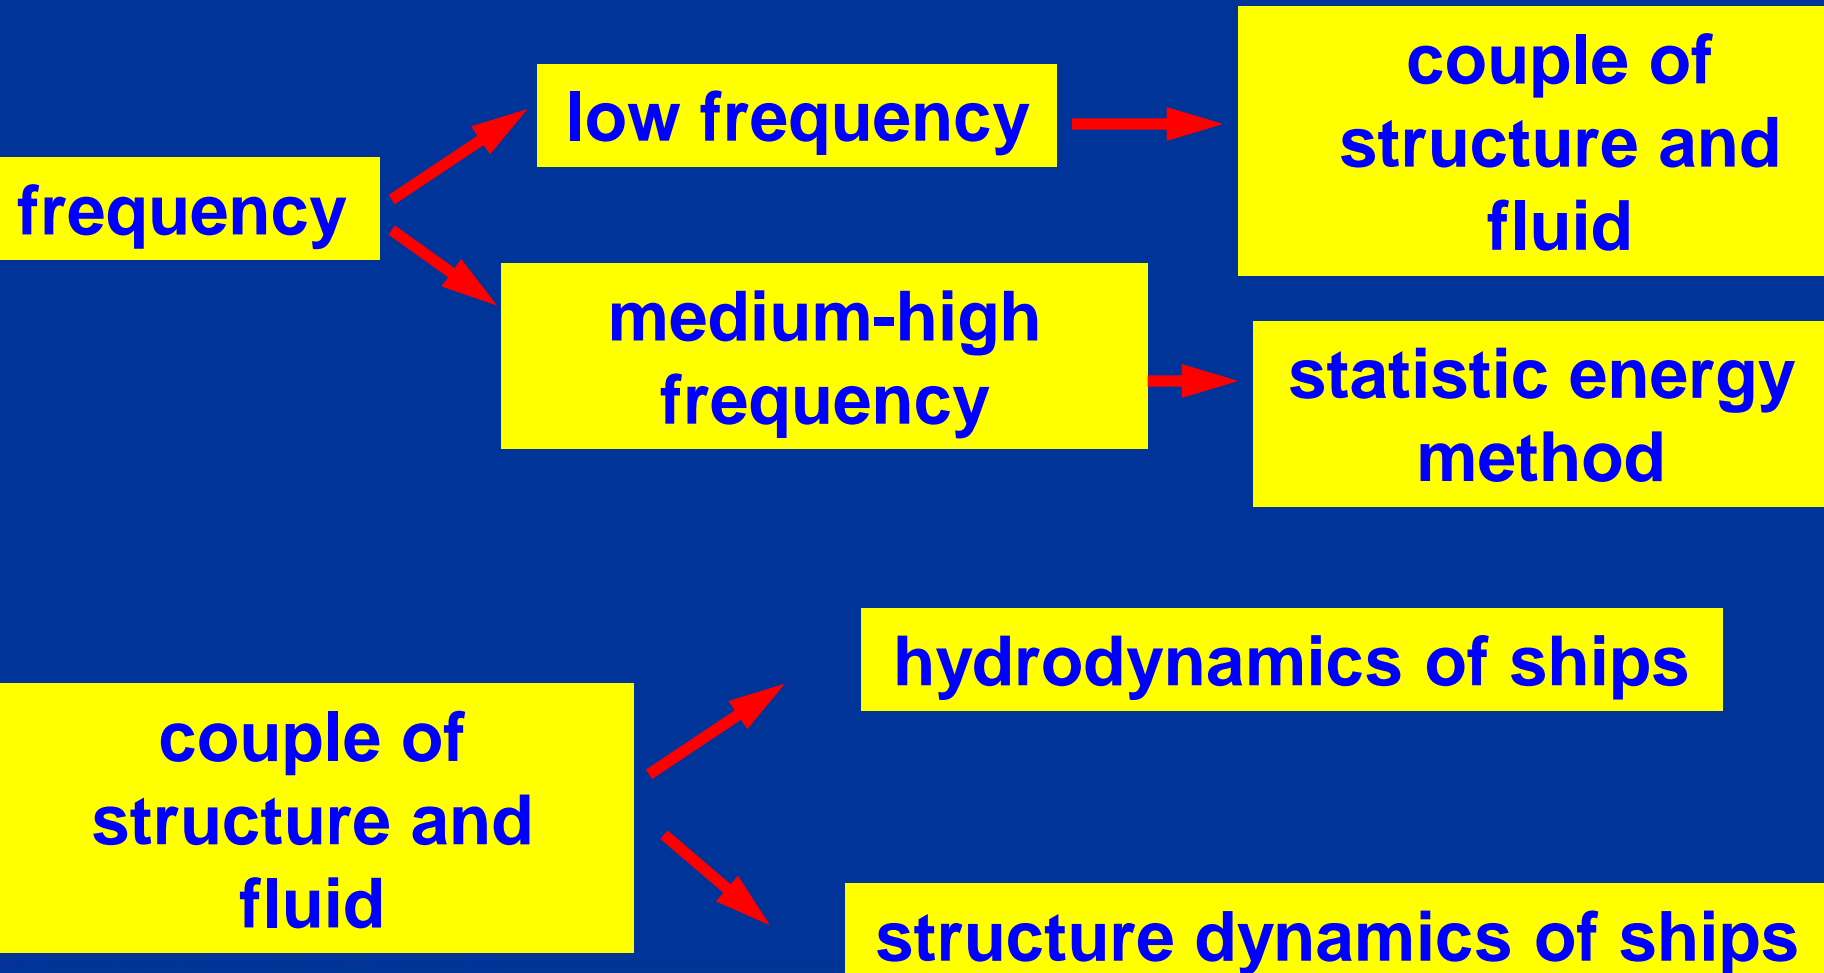 frequency
low frequency
couple of
structure and
fluid
medium-high
frequency
statistic energy
method
couple of
structure and
fluid
hydrodynamics of ships
structure dynamics of ships